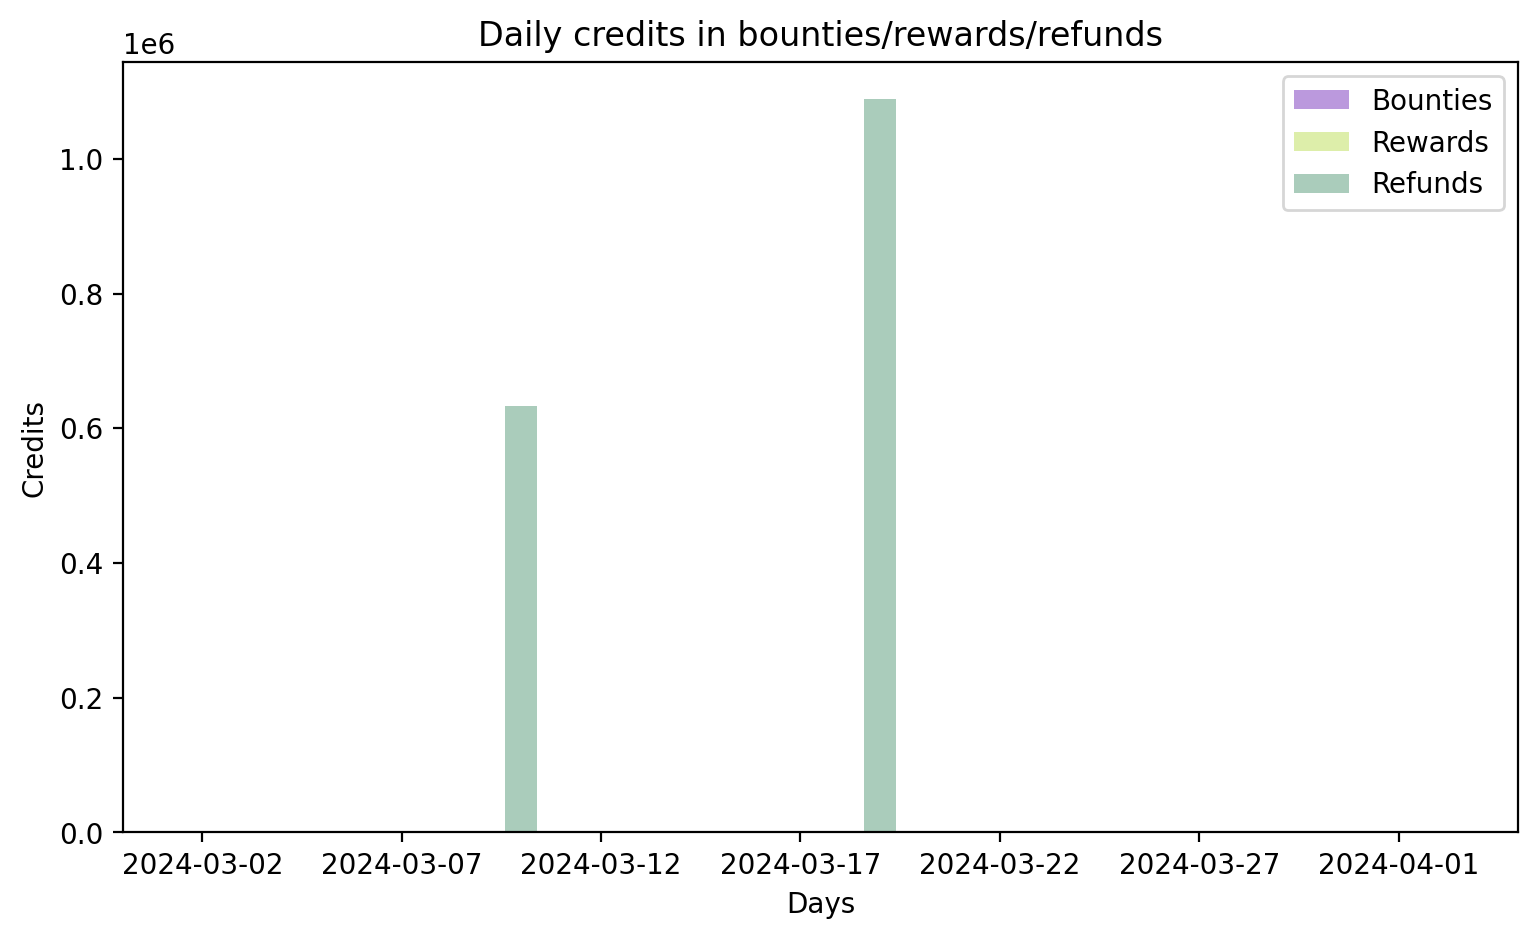 Daily credits in bounties/rewards/refunds
1e6
Bounties
Rewards
Refunds
1.0
0.8
0.6
0.4
0.2
0.0
Credits
2024-03-02 2024-03-07 2024-03-12 2024-03-17 2024-03-22 2024-03-27 2024-04-01
Days